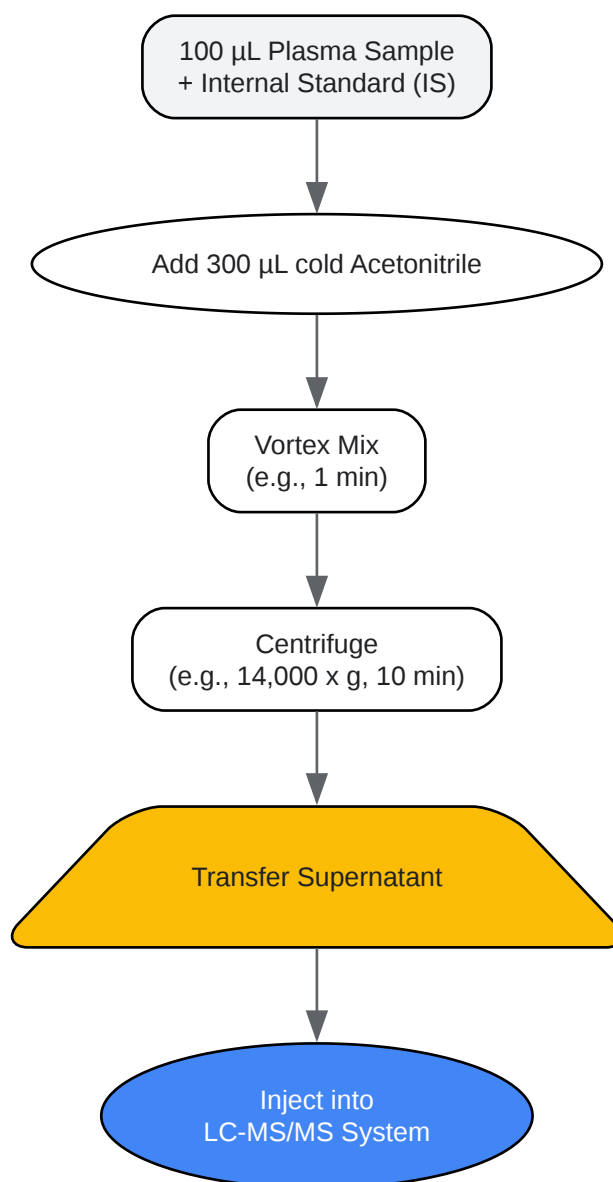 100 µL Plasma Sample
+ Internal Standard (IS)
Add 300 µL cold Acetonitrile
Vortex Mix
(e.g., 1 min)
Centrifuge
(e.g., 14,000 x g, 10 min)
Transfer Supernatant
Inject into
LC-MS/MS System